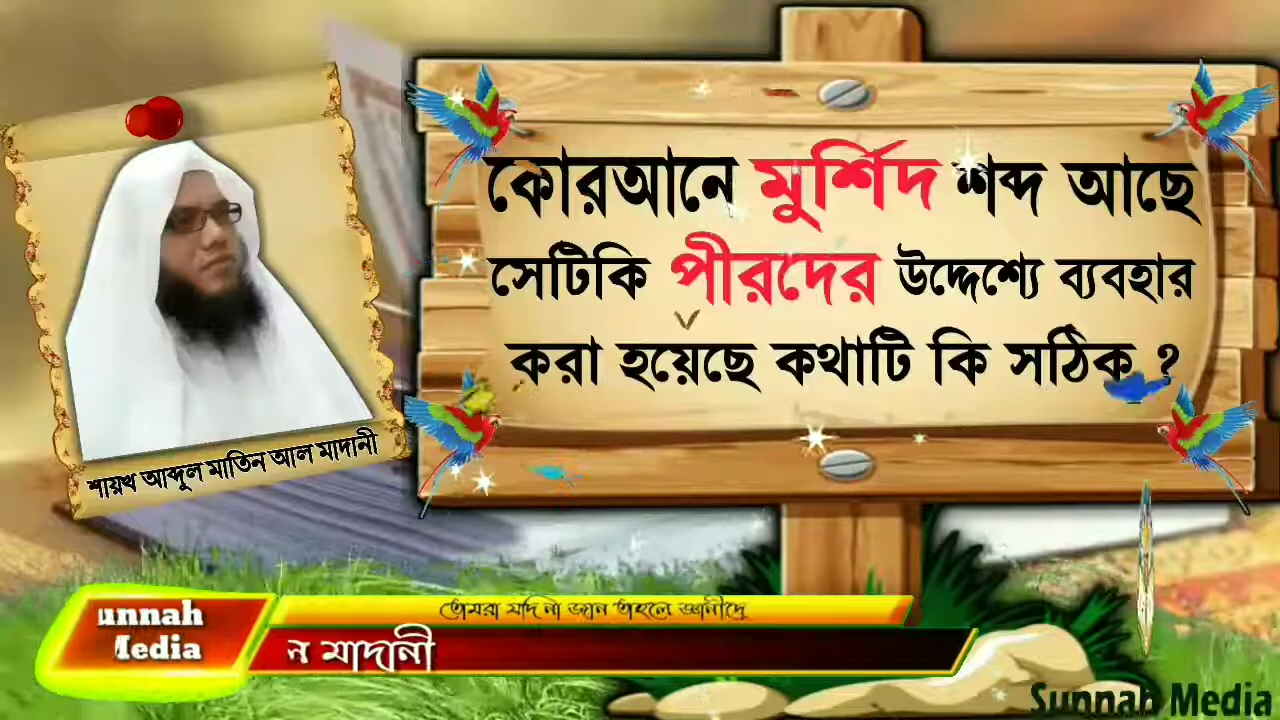 কোরআনে মুর্শিদ শব্দ আছে
সেটিকি পীরদের উদ্দেশ্যে ব্যবহার
করা হয়েছে কথাটি কি সঠিক ?
শায়খ আব্দুল মাতিন আল মাদানী
unnah
Media
তোমরা যদি না জান তাহলে জ্ঞানীদে
ন মাদানী
Sunnah Media